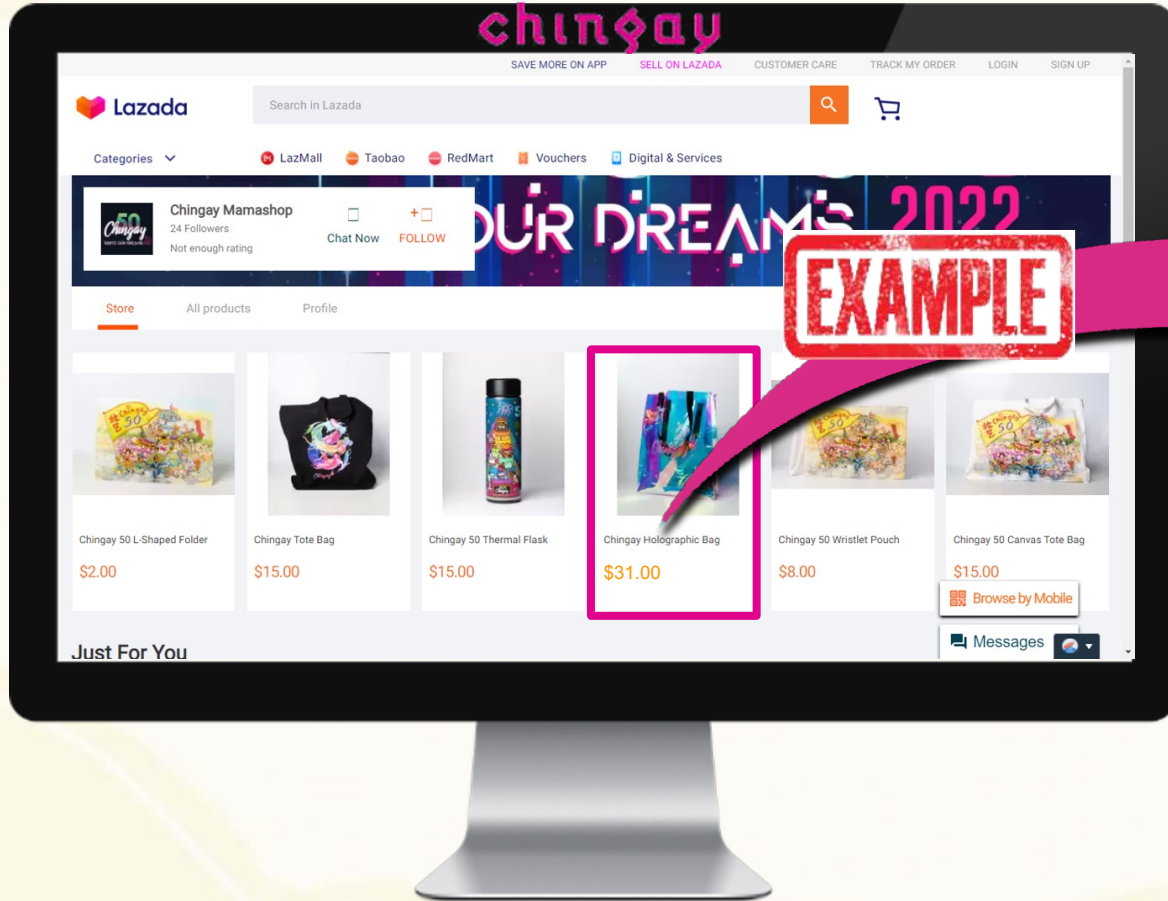 chingay
SAVE MORE ON APP SELL ON LAZADA CUSTOMER CARE TRACK MY ORDER LOGIN SIGN UP
Lazada
Search in Lazada
Categories LazMall Taobao RedMart Vouchers Digital & Services
50
Chingay
Chingay Mamashop
24 Followers
Not enough rating
Chat Now
+ FOLLOW
OUR DREAMS 2022
EXAMPLE
Store All products Profile
Chingay 50 L-Shaped Folder
$2.00
Chingay Tote Bag
$15.00
Chingay 50 Thermal Flask
$15.00
Chingay Holographic Bag
$31.00
Chingay 50 Wristlet Pouch
$8.00
Chingay 50 Canvas Tote Bag
$15.00
Browse by Mobile
Messages
Just For You